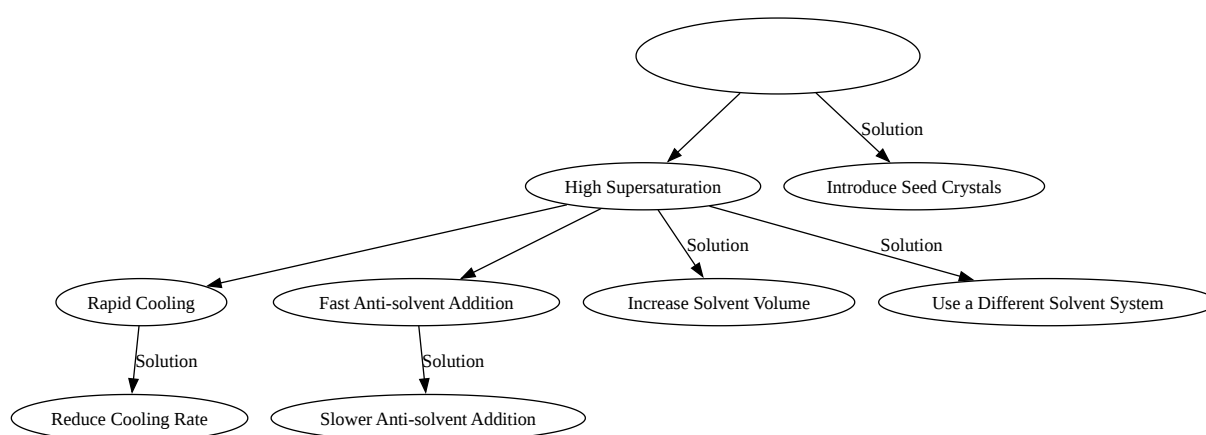 Solution
High Supersaturation
Introduce Seed Crystals
Solution
Solution
Rapid Cooling
Fast Anti-solvent Addition
Increase Solvent Volume
Use a Different Solvent System
Solution
Solution
Reduce Cooling Rate
Slower Anti-solvent Addition